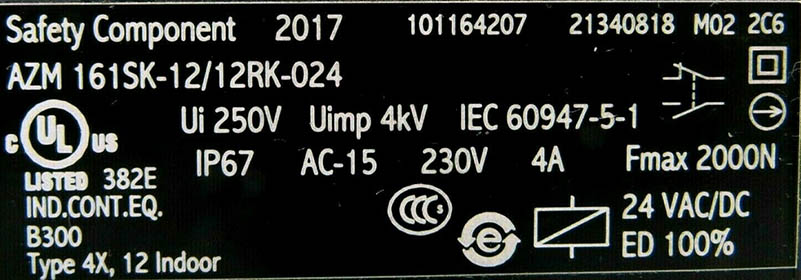 Safety Component 2017 101164207 21340818 M02 2C6
AZM 161SK-12/12RK-024
Ui 250V Uimp 4kV IEC 60947-5-1
C UL US
IP67 AC-15 230V 4A Fmax 2000N
LISTED 382E
IND.CONT.EQ.
B300
Type 4X, 12 Indoor
CCC S
e
24 VAC/DC
ED 100%